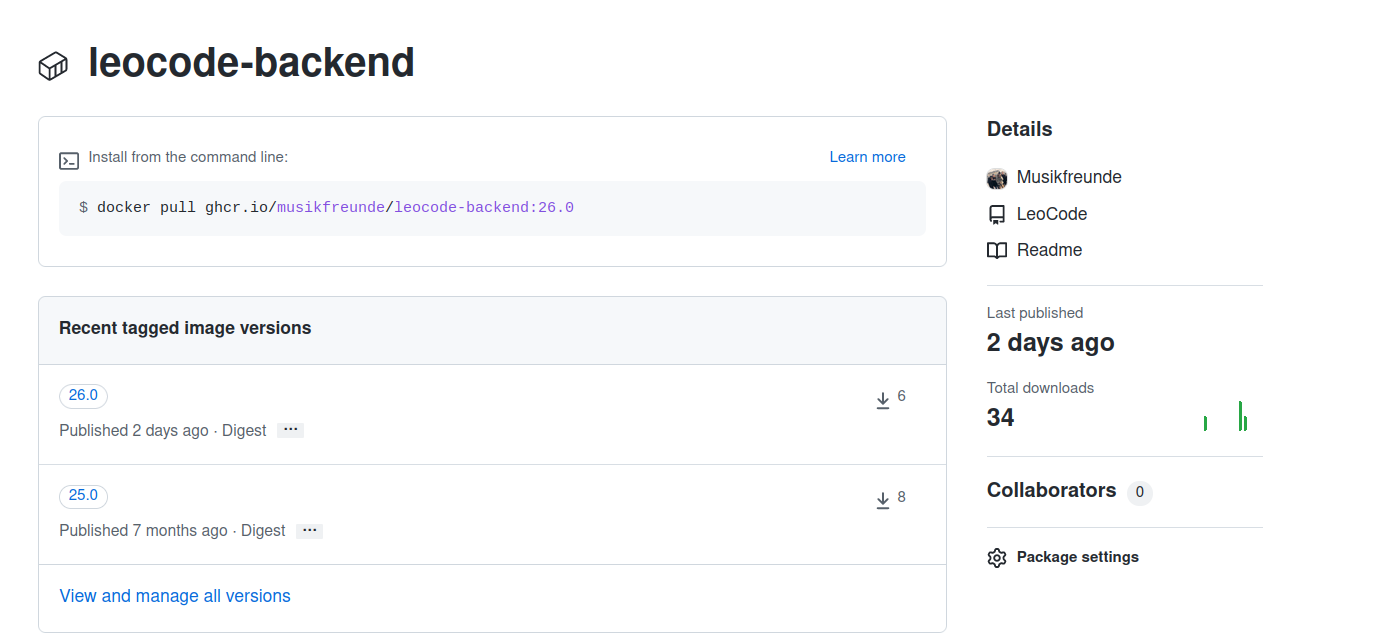 leocode-backend
Install from the command line:
Learn more
$ docker pull ghcr.io/musikfreunde/leocode-backend:26.0
Recent tagged image versions
26.0
6
Published 2 days ago · Digest ...
25.0
8
Published 7 months ago · Digest ...
View and manage all versions
Details
Musikfreunde
LeoCode
Readme
Last published
2 days ago
Total downloads
34
Collaborators 0
Package settings